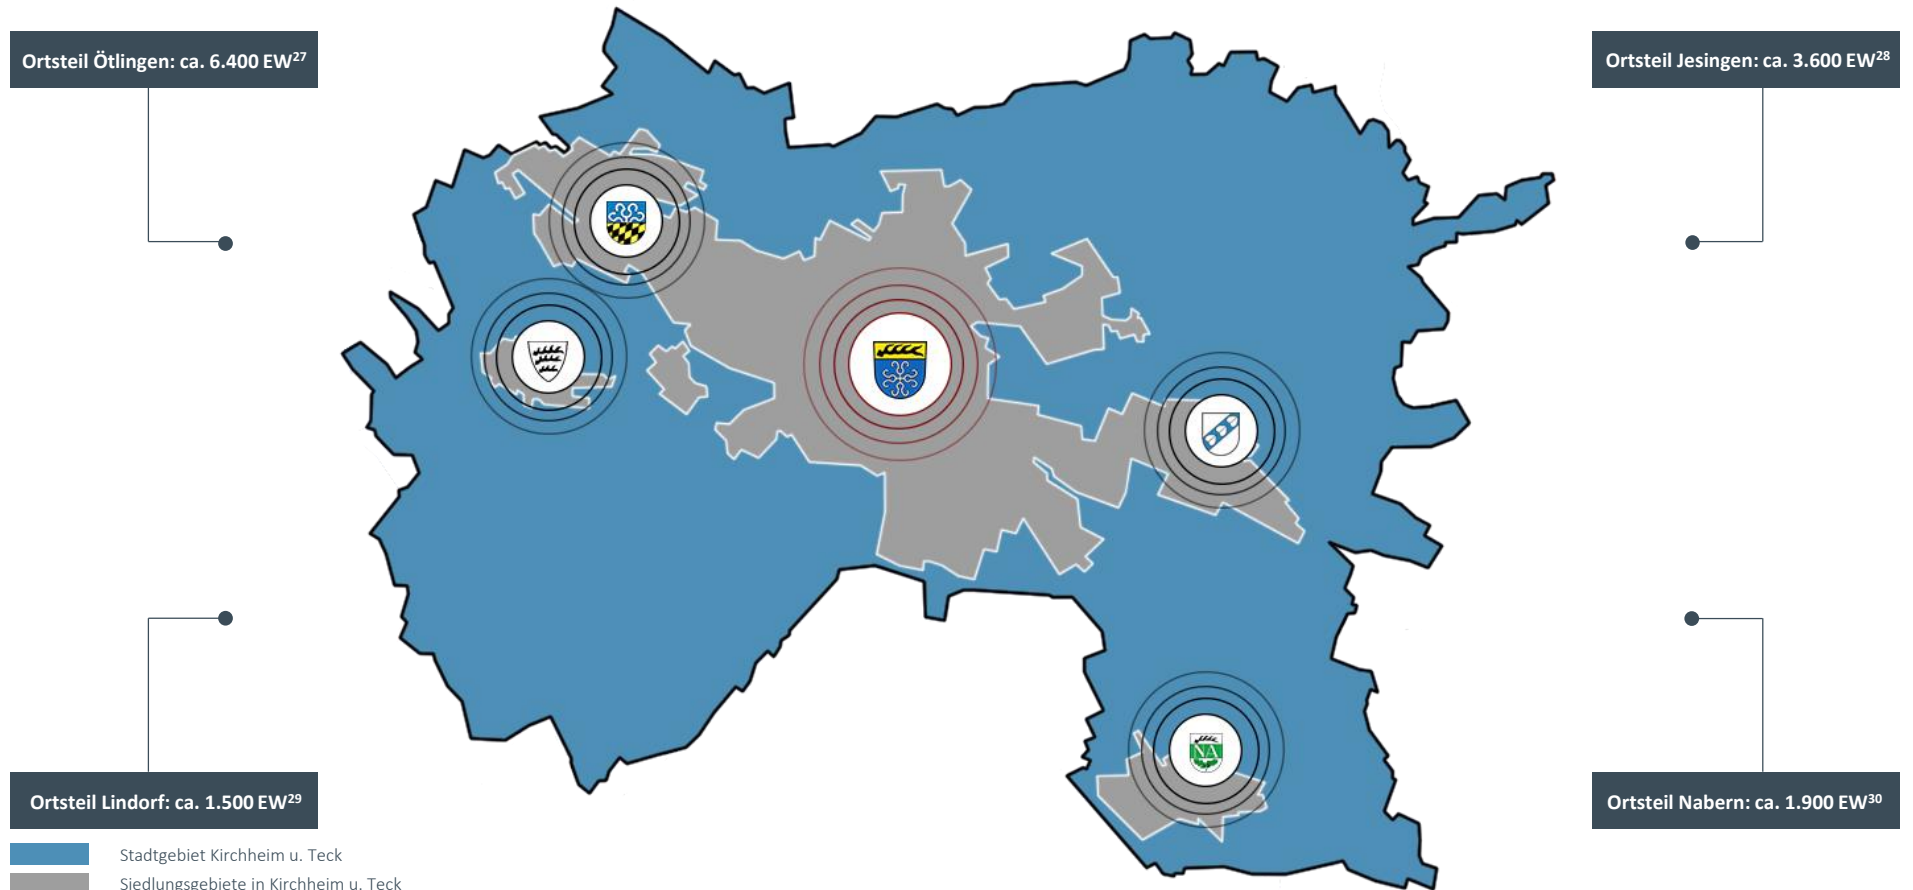 Ortsteil Ötlingen: ca. 6.400 EW27
Ortsteil Jesingen: ca. 3.600 EW28
NA
Ortsteil Lindorf: ca. 1.500 EW29
Ortsteil Nabern: ca. 1.900 EW30
Stadtgebiet Kirchheim u. Teck
Siedlungsgebiete in Kirchheim u. Teck